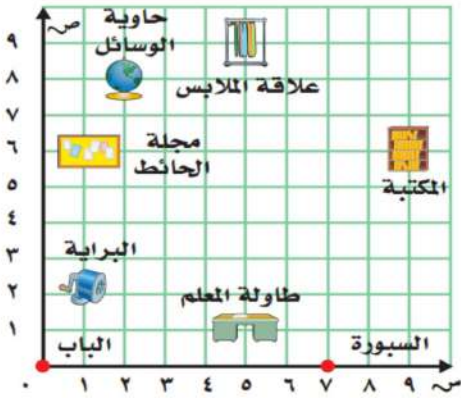 ص
حاوية
الوسائل
علاقة الملابس
مجلة
الحائط
المكتبة
البراية
طاولة المعلم
الباب
السبورة
٩
٨
٧
٦
٥
٤
٣
٢
١
٠ ١ ٢ ٣ ٤ ٥ ٦ ٧ ٨ ٩ س